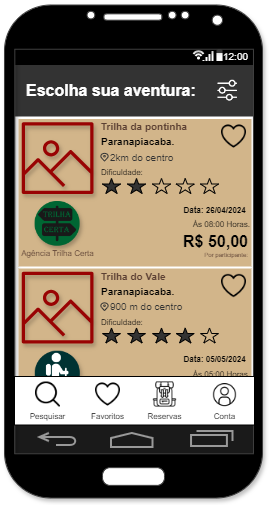 12:00
Escolha sua aventura:
Trilha da pontinha
Paranapiacaba.
2km do centro
Dificuldade:
TRILHA
CERTA
Agência Trilha Certa
Data: 26/04/2024
Ás 08:00 Horas.
R$ 50,00
Por participante.
Trilha do Vale
Paranapiacaba.
900 m do centro
Dificuldade:
Data: 05/05/2024
Ás 05:00 Horas.
Pesquisar Favoritos Reservas Conta